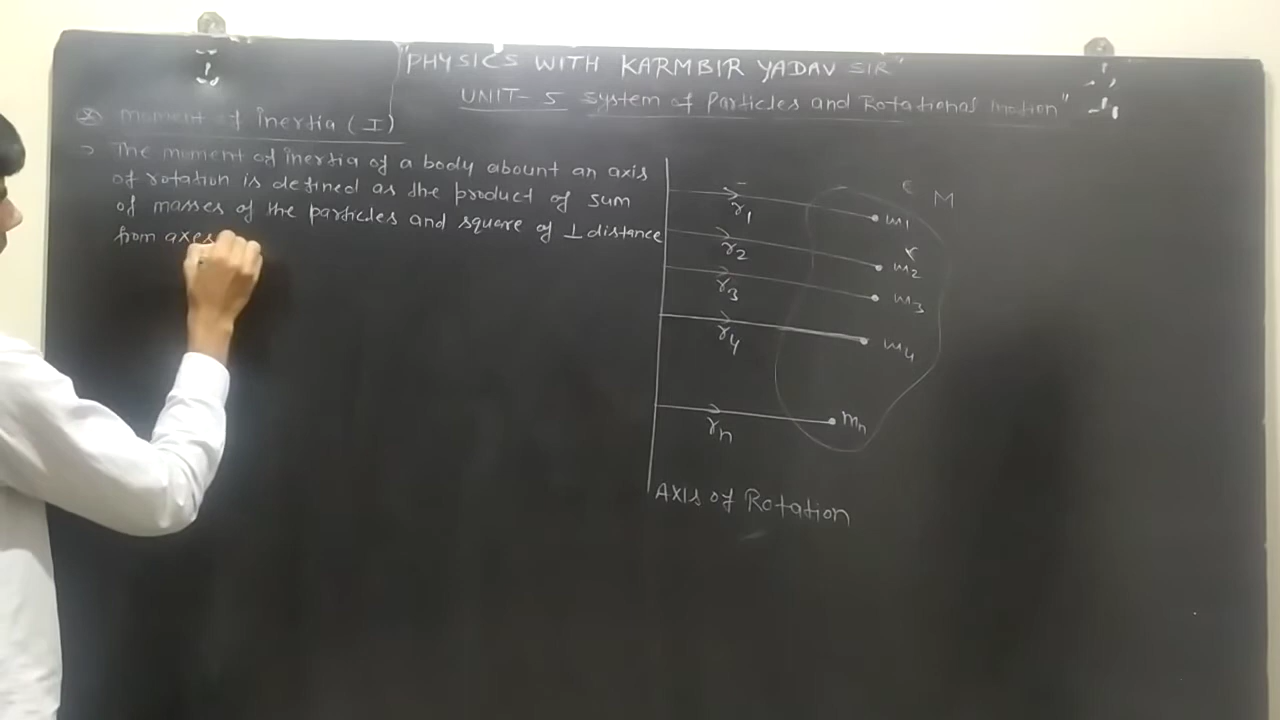 "PHYSICS WITH KARMBIR YADAV SIR"
UNIT-5 System of Particles and Rotational motion"
Moment of Inertia (I)
The moment of inertia of a body abount an axis
of rotation is defined as the product of sum
of masses of the particles and square of ⊥ distance
from axes
M
r1 m1
r2 m2
r3 m3
r4 m4
rn mn
Axis of Rotation